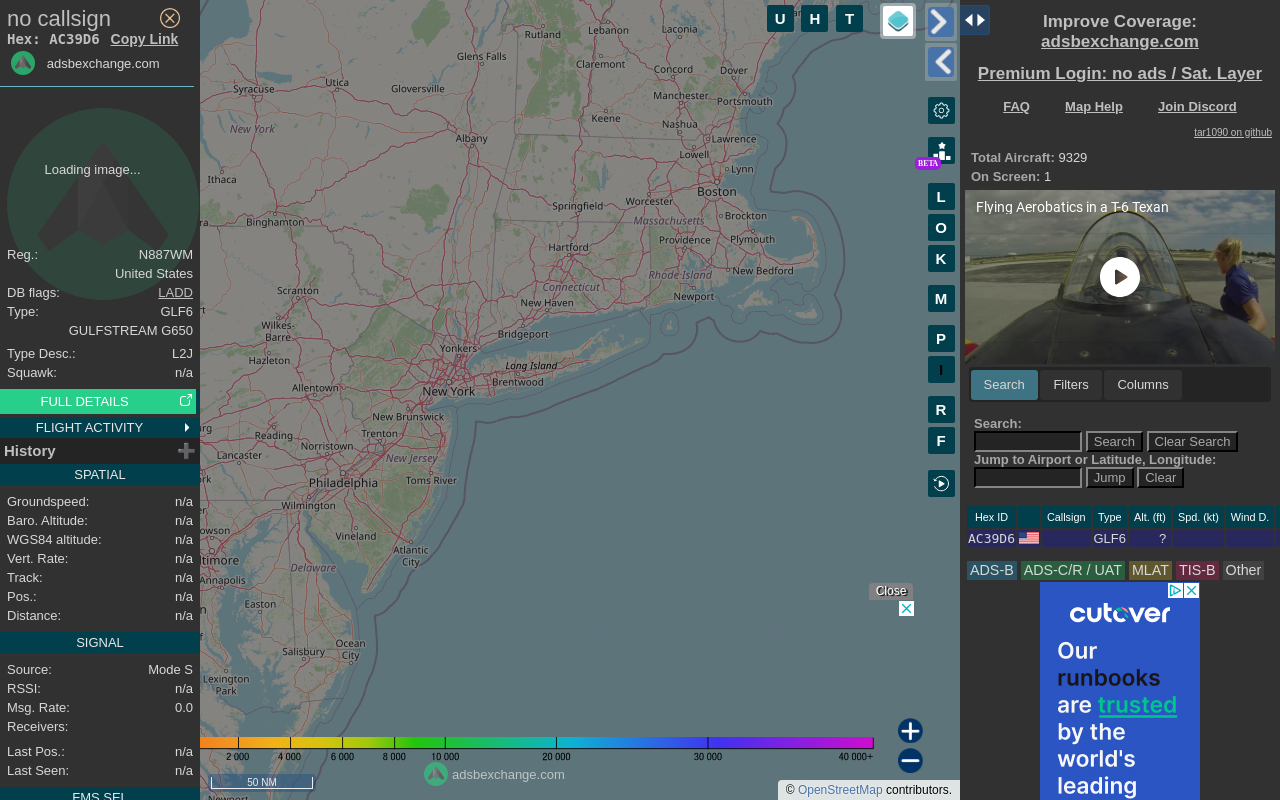 no callsign
Hex: AC39D6 Copy Link
adsbexchange.com
Loading image...
Reg.: N887WM
United States
DB flags: LADD
Type: GLF6
GULFSTREAM G650
Type Desc.: L2J
Squawk: n/a
FULL DETAILS
FLIGHT ACTIVITY
History
SPATIAL
Groundspeed: n/a
Baro. Altitude: n/a
WGS84 altitude: n/a
Vert. Rate: n/a
Track: n/a
Pos.: n/a
Distance: n/a
SIGNAL
Source: Mode S
RSSI: n/a
Msg. Rate: 0.0
Receivers:
Last Pos.: n/a
Last Seen: n/a
FMS SEL
U H T
BETA
L
O
K
M
P
I
R
F
Rutland
Lebanon
Laconia
Glens Falls
Claremont
Concord
Dover
Utica
Syracuse
Gloversville
Manchester
Portsmouth
Keene
Nashua
New York
Albany
Lawrence
Lowell
Lynn
Ithaca
Boston
Worcester
Springfield
Massachusetts
Brockton
Binghamton
Hartford
Providence
Plymouth
Rhode Island
New Bedford
Connecticut
Scranton
New Haven
Newport
Wilkes-
Barre
Bridgeport
Yonkers
Hazleton
Long Island
Brentwood
Allentown
New York
New Brunswick
Reading
Trenton
Norristown
Lancaster
New Jersey
Philadelphia
Toms River
Wilmington
Vineland
Atlantic
City
Delaware
Annapolis
Easton
Ocean
City
Salisbury
Lexington
Park
Close
2 000 4 000 6 000 8 000 10 000 20 000 30 000 40 000+
adsbexchange.com
50 NM
© OpenStreetMap contributors.
Improve Coverage:
adsbexchange.com
Premium Login: no ads / Sat. Layer
FAQ Map Help Join Discord
tar1090 on github
Total Aircraft: 9329
On Screen: 1
Flying Aerobatics in a T-6 Texan
Search Filters Columns
Search:
Search Clear Search
Jump to Airport or Latitude, Longitude:
Jump Clear
Hex ID Callsign Type Alt. (ft) Spd. (kt) Wind D.
AC39D6 GLF6 ?
ADS-B ADS-C/R / UAT MLAT TIS-B Other
cutover
Our
runbooks
are trusted
by the
world's
leading